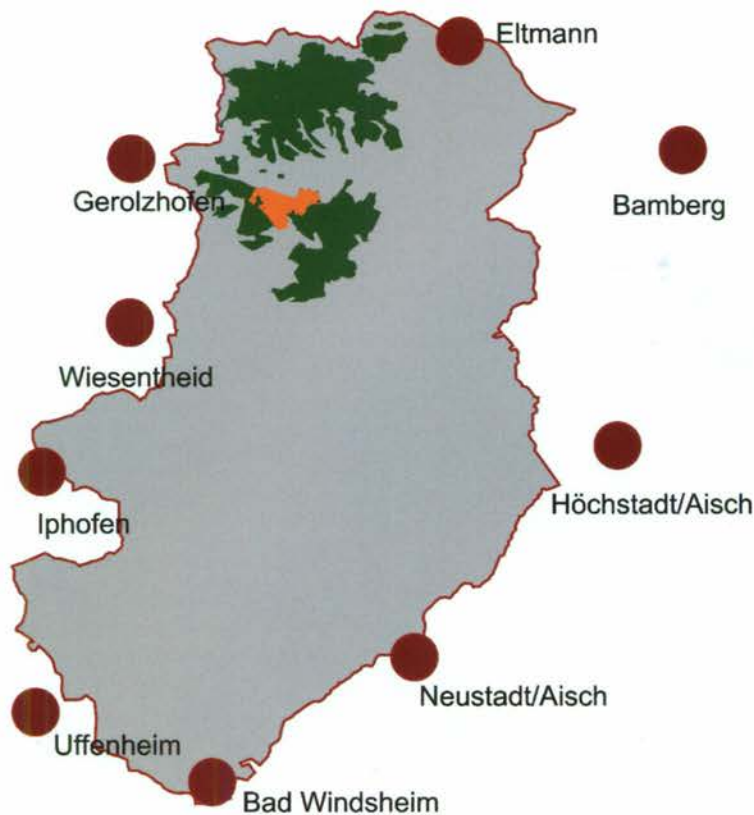 Eltmann
Gerolzhofen
Bamberg
Wiesentheid
Iphofen
Höchstadt/Aisch
Neustadt/Aisch
Uffenheim
Bad Windsheim